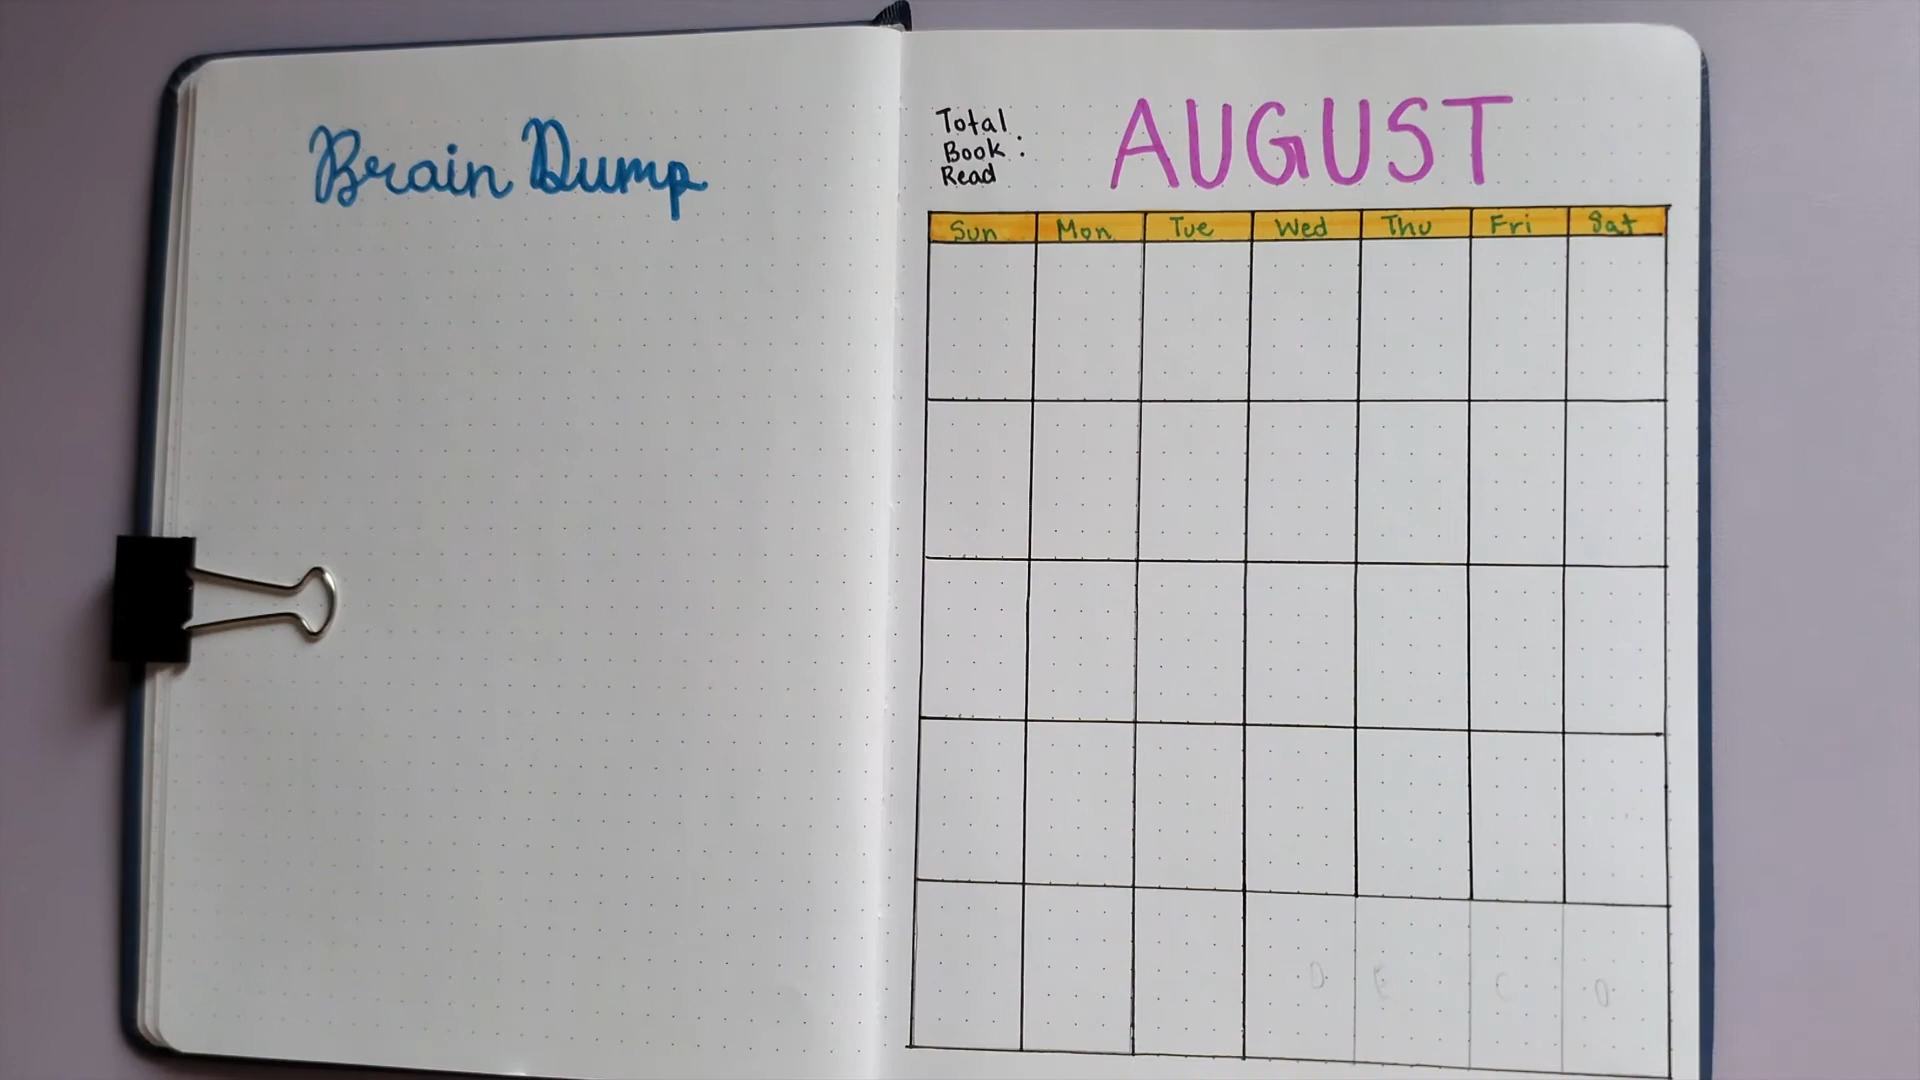 Brain Dump
AUGUST
Total
Book :
Read
Sun Mon Tue Wed Thu Fri Sat
D E C O